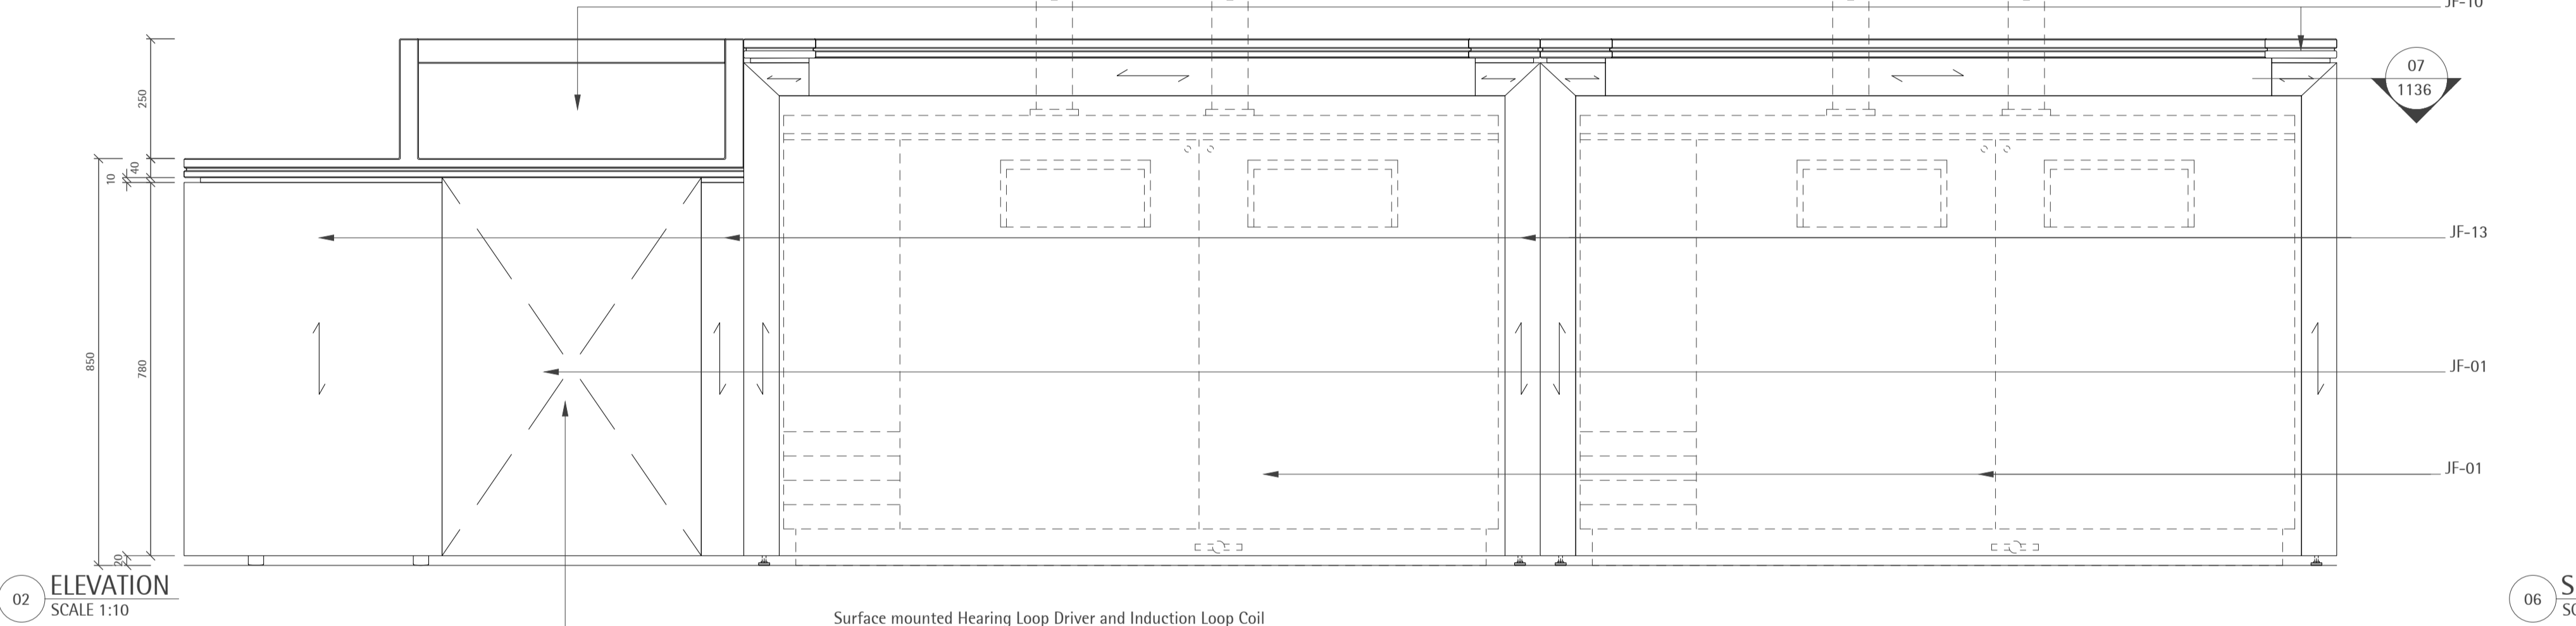 JF-10
07
1136
250
40
10
JF-13
850
780
JF-01
JF-01
20
02
ELEVATION
SCALE 1:10
06
Surface mounted Hearing Loop Driver and Induction Loop Coil